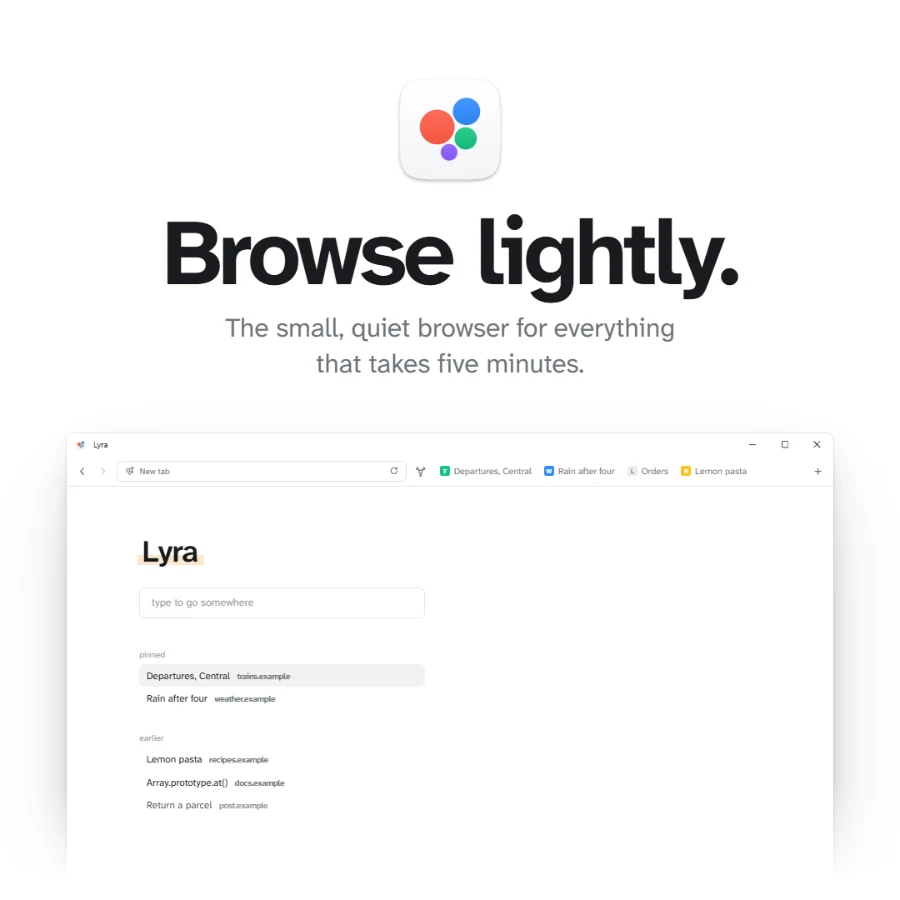 Browse lightly.
The small, quiet browser for everything
that takes five minutes.
Lyra
New tab
T Departures, Central
W Rain after four
L Orders
R Lemon pasta
Lyra
type to go somewhere
pinned
Departures, Central trains.example
Rain after four weather.example
earlier
Lemon pasta recipes.example
Array.prototype.at() docs.example
Return a parcel post.example